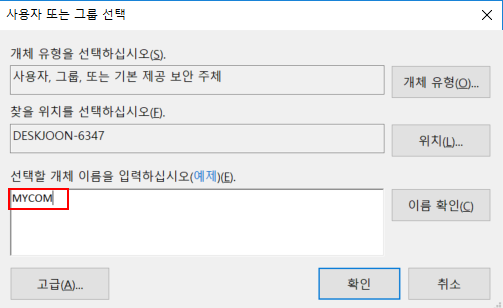 사용자 또는 그룹 선택
개체 유형을 선택하십시오(S).
사용자, 그룹, 또는 기본 제공 보안 주체
개체 유형(O)...
찾을 위치를 선택하십시오(F).
DESKJOON-6347
위치(L)...
선택할 개체 이름을 입력하십시오(예제)(E).
MYCOM
이름 확인(C)
고급(A)...
확인
취소